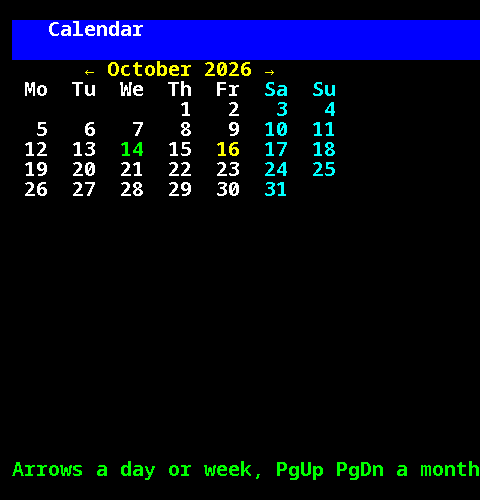 Calendar
← October 2026 →
Mo Tu We Th Fr Sa Su
1 2 3 4
5 6 7 8 9 10 11
12 13 14 15 16 17 18
19 20 21 22 23 24 25
26 27 28 29 30 31
Arrows a day or week, PgUp PgDn a month